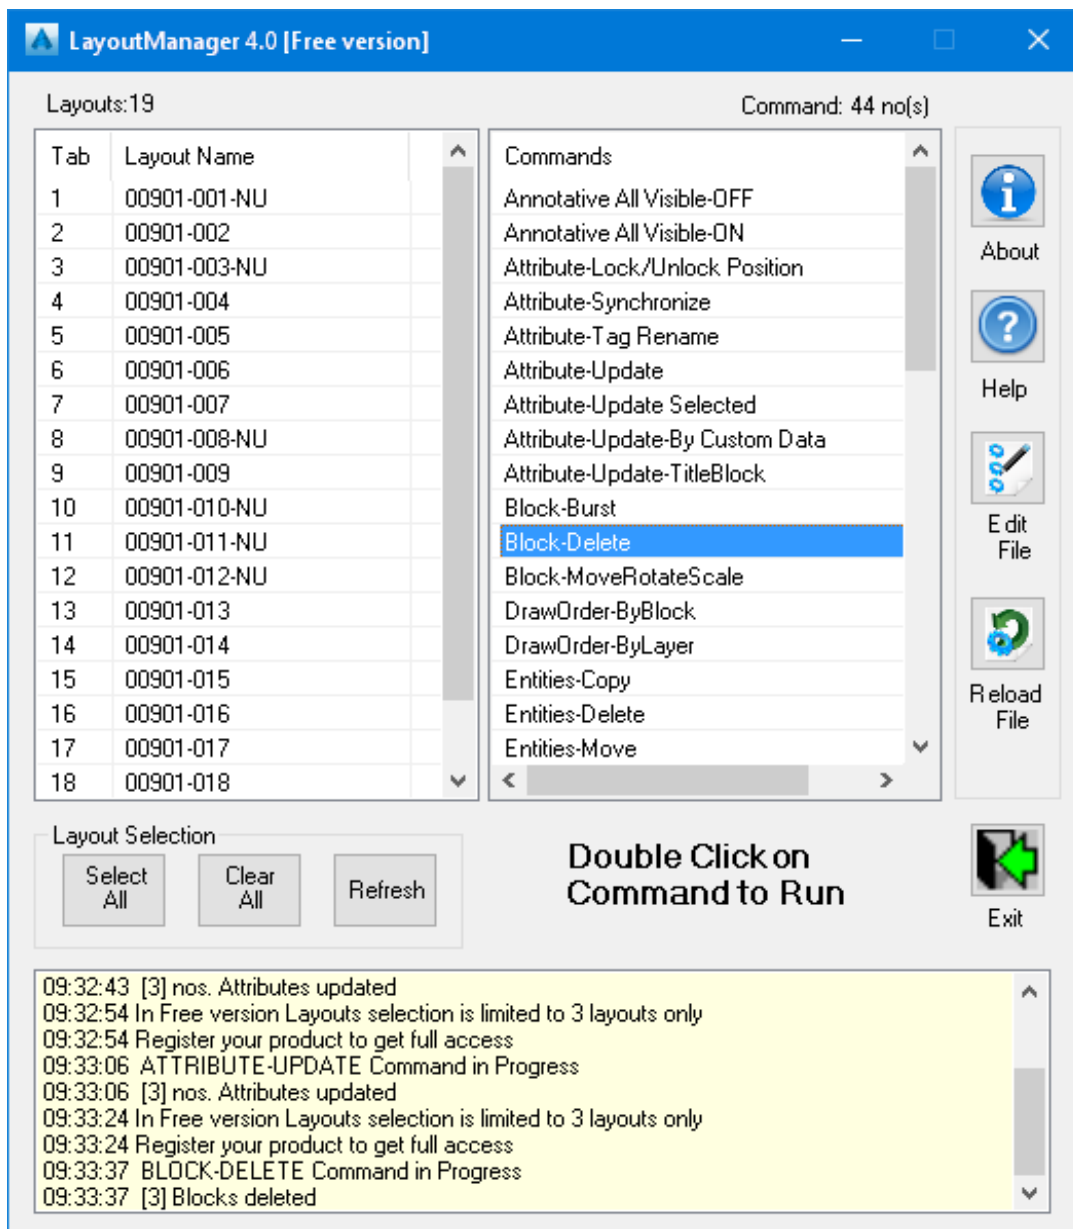 LayoutManager 4.0 [Free version]
Layouts:19
Command: 44 no(s)
Tab Layout Name
1 00901-001-NU
2 00901-002
3 00901-003-NU
4 00901-004
5 00901-005
6 00901-006
7 00901-007
8 00901-008-NU
9 00901-009
10 00901-010-NU
11 00901-011-NU
12 00901-012-NU
13 00901-013
14 00901-014
15 00901-015
16 00901-016
17 00901-017
18 00901-018
Commands
Annotative All Visible-OFF
Annotative All Visible-ON
Attribute-Lock/Unlock Position
Attribute-Synchronize
Attribute-Tag Rename
Attribute-Update
Attribute-Update Selected
Attribute-Update-By Custom Data
Attribute-Update-TitleBlock
Block-Burst
Block-Delete
Block-MoveRotateScale
DrawOrder-ByBlock
DrawOrder-ByLayer
Entities-Copy
Entities-Delete
Entities-Move
About
Help
Edit
File
Reload
File
Layout Selection
Select
All
Clear
All
Refresh
Double Click on
Command to Run
Exit
09:32:43 [3] nos. Attributes updated
09:32:54 In Free version Layouts selection is limited to 3 layouts only
09:32:54 Register your product to get full access
09:33:06 ATTRIBUTE-UPDATE Command in Progress
09:33:06 [3] nos. Attributes updated
09:33:24 In Free version Layouts selection is limited to 3 layouts only
09:33:24 Register your product to get full access
09:33:37 BLOCK-DELETE Command in Progress
09:33:37 [3] Blocks deleted